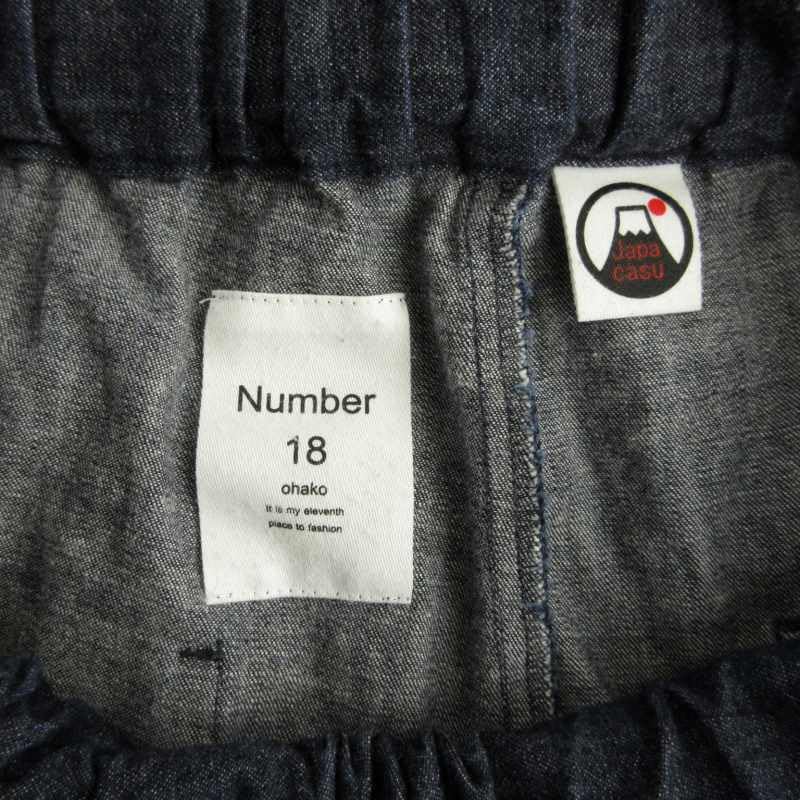 Number
18
ohako
It is my eleventh
place to fashion
Japa
casu